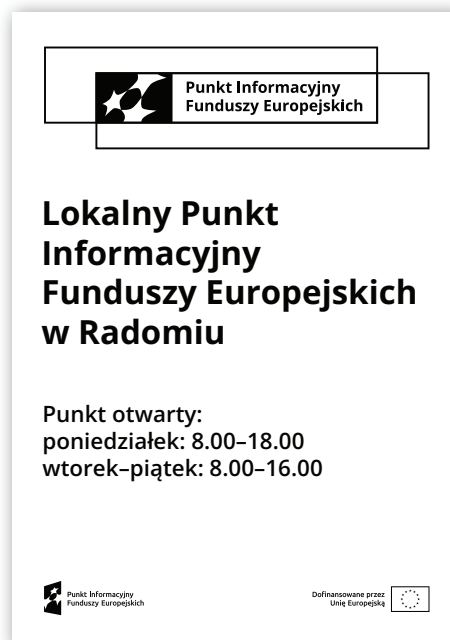 Punkt Informacyjny
Funduszy Europejskich
Lokalny Punkt
Informacyjny
Funduszy Europejskich
w Radomiu
Punkt otwarty:
poniedziałek: 8.00–18.00
wtorek–piątek: 8.00–16.00
Punkt Informacyjny
Funduszy Europejskich
Dofinansowane przez
Unię Europejską